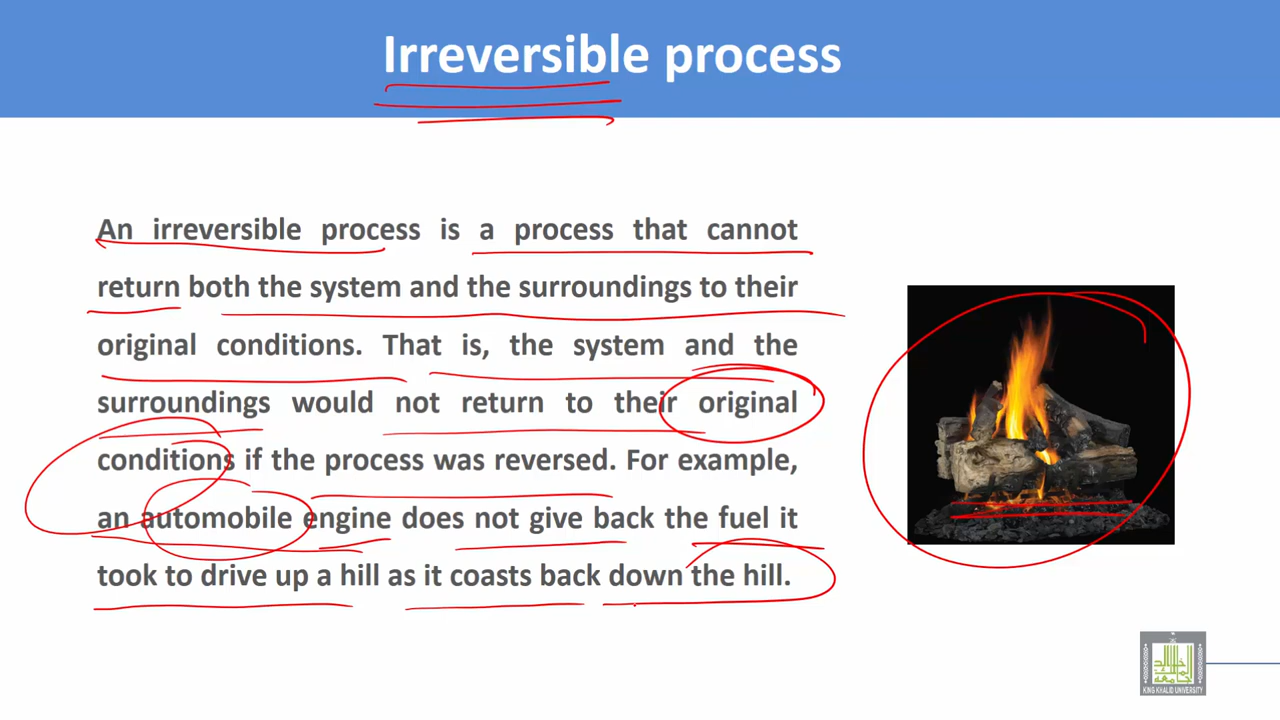 Irreversible process
An irreversible process is a process that cannot
return both the system and the surroundings to their
original conditions. That is, the system and the
surroundings would not return to their original
conditions if the process was reversed. For example,
an automobile engine does not give back the fuel it
took to drive up a hill as it coasts back down the hill.
KING KHALID UNIVERSITY